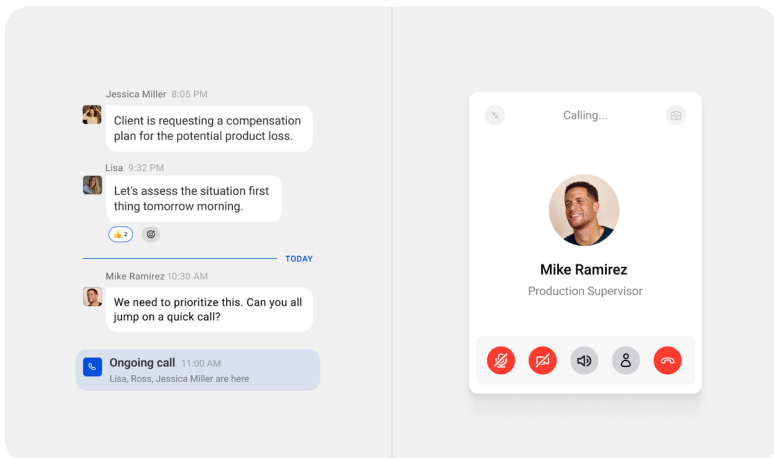 Jessica Miller 8:05 PM
Client is requesting a compensation
plan for the potential product loss.
Lisa 9:32 PM
Let's assess the situation first
thing tomorrow morning.
👍 2
TODAY
Mike Ramirez 10:30 AM
We need to prioritize this. Can you all
jump on a quick call?
Ongoing call 11:00 AM
Lisa, Ross, Jessica Miller are here
Calling...
Mike Ramirez
Production Supervisor